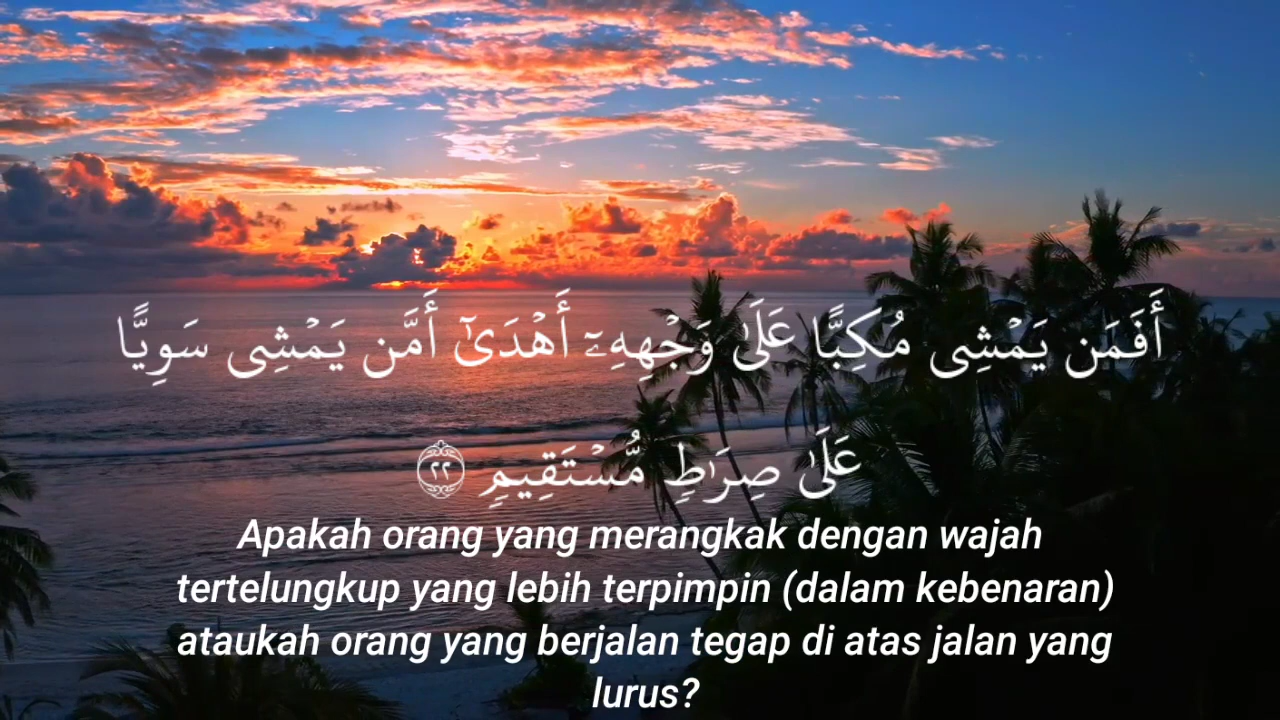 أَفَمَن يَمْشِى مُكِبًّا عَلَىٰ وَجْهِهِۦٓ أَهْدَىٰٓ أَمَّن يَمْشِى سَوِيًّا
عَلَىٰ صِرَٰطٍ مُّسْتَقِيمٍ ٢٢
Apakah orang yang merangkak dengan wajah
tertelungkup yang lebih terpimpin (dalam kebenaran)
ataukah orang yang berjalan tegap di atas jalan yang
lurus?